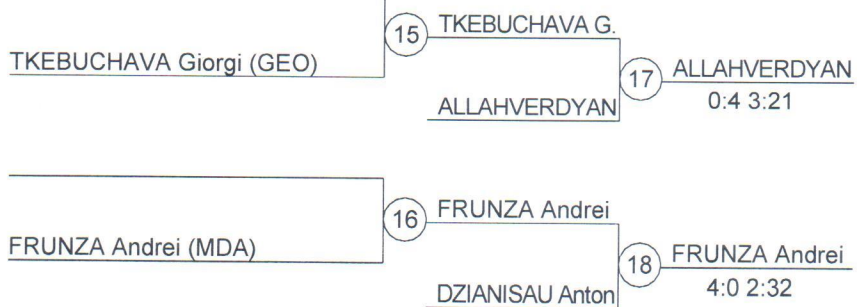 TKEBUCHAVA Giorgi (GEO)
15
TKEBUCHAVA G.
ALLAHVERDYAN
17
ALLAHVERDYAN
0:4 3:21
FRUNZA Andrei (MDA)
16
FRUNZA Andrei
DZIANISAU Anton
18
FRUNZA Andrei
4:0 2:32